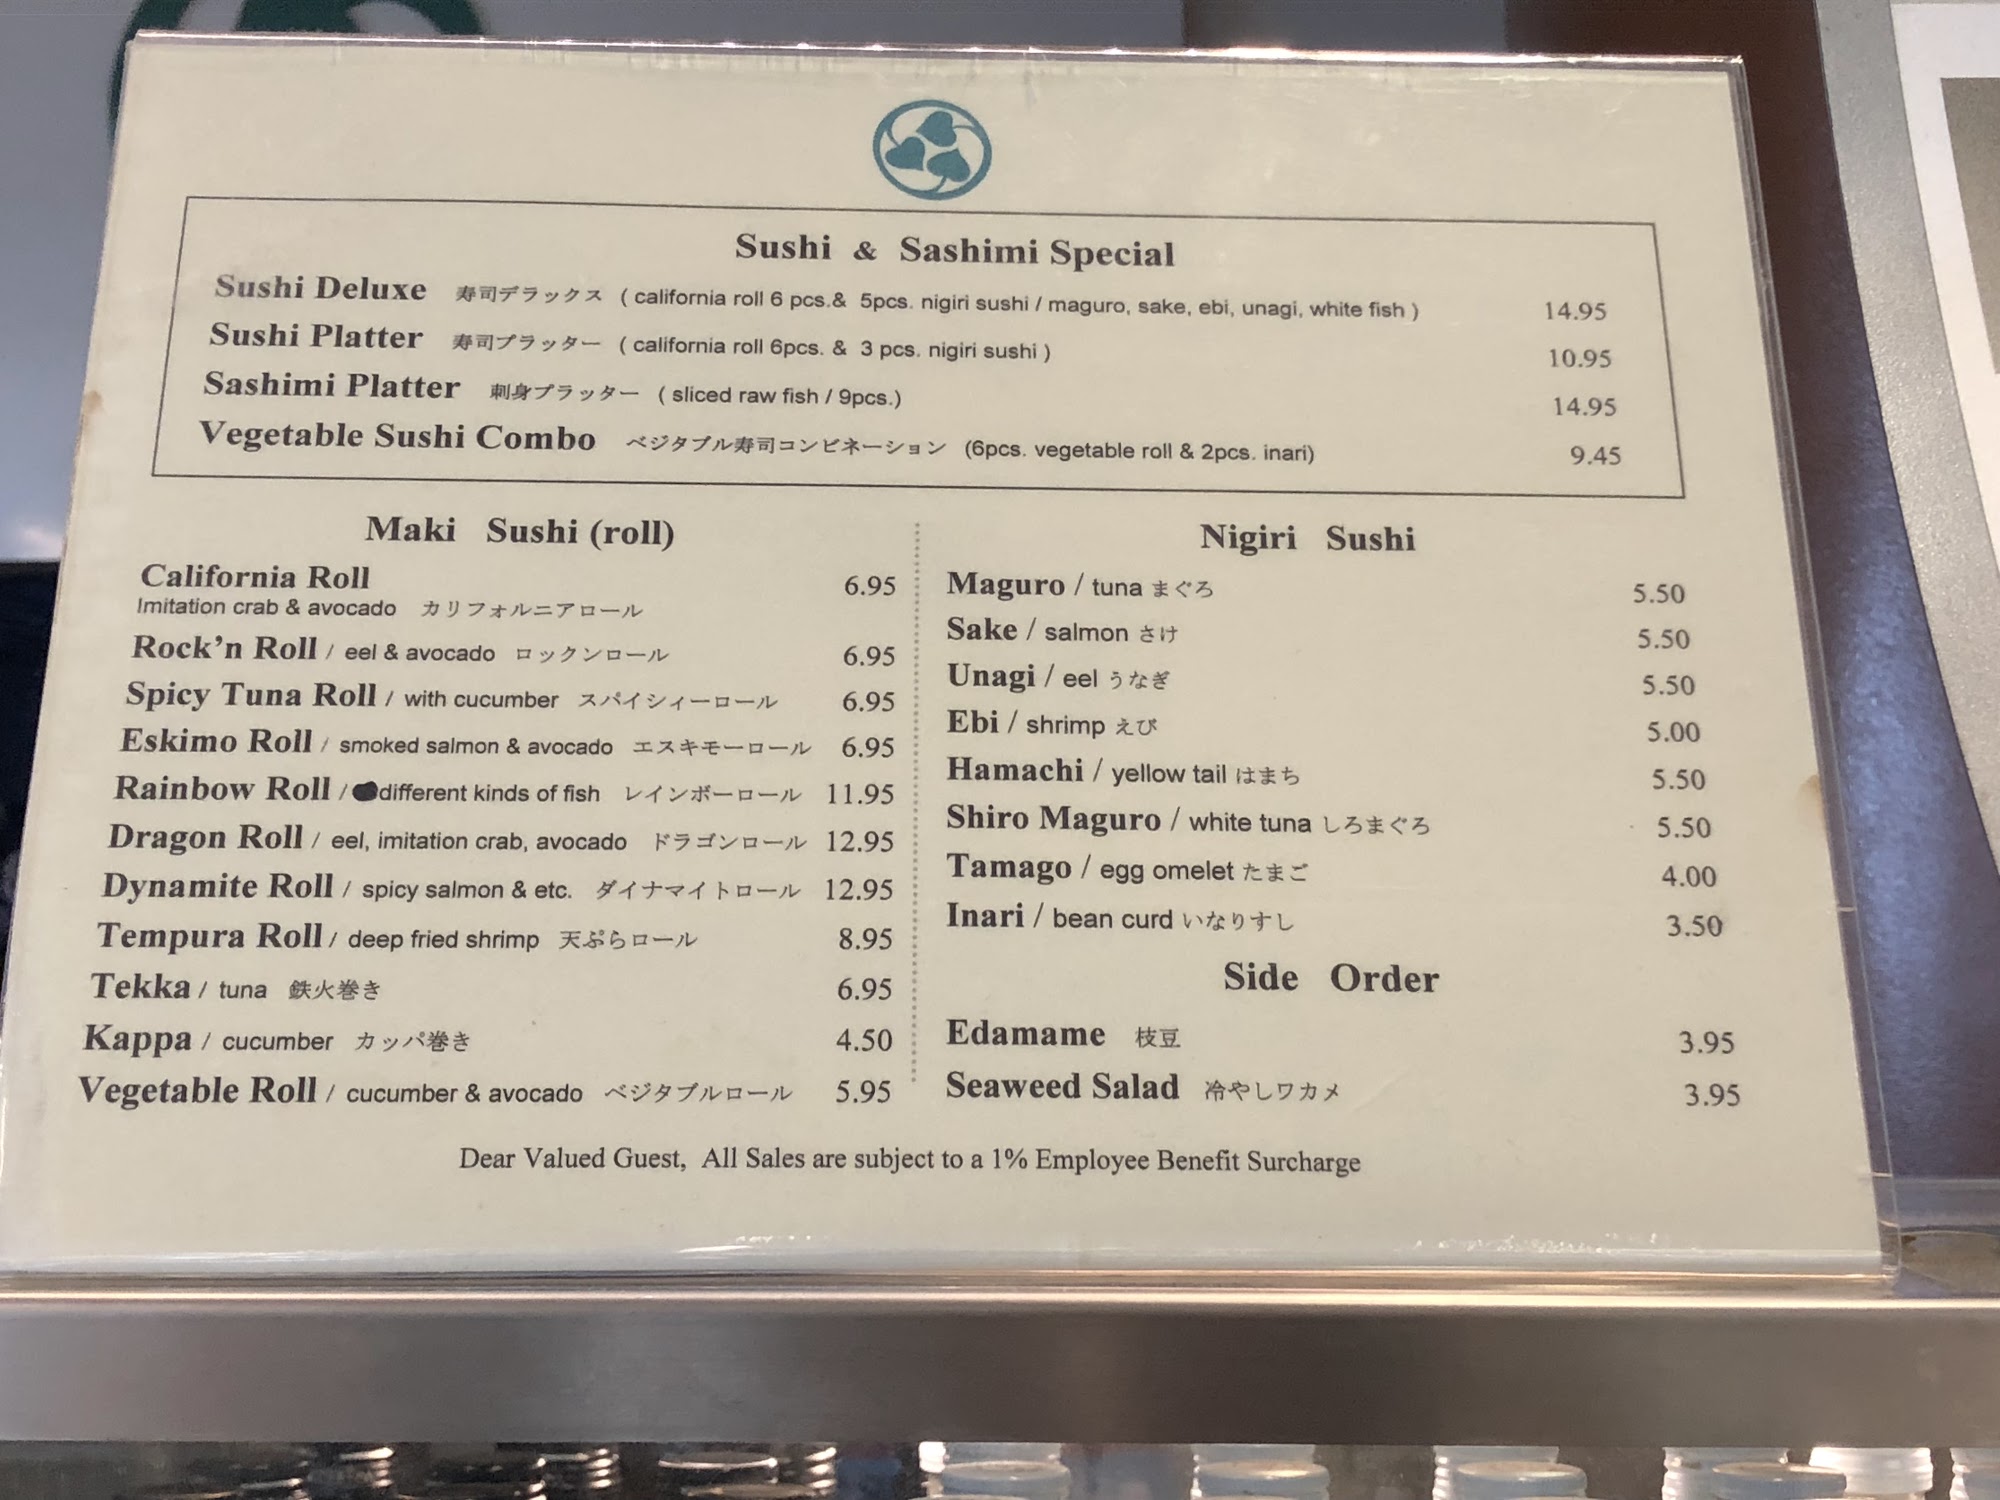 Sushi & Sashimi Special
Sushi Deluxe 寿司デラックス ( california roll 6 pcs.& 5pcs. nigiri sushi / maguro, sake, ebi, unagi, white fish ) 14.95
Sushi Platter 寿司プラッター ( california roll 6pcs. & 3 pcs. nigiri sushi ) 10.95
Sashimi Platter 刺身プラッター ( sliced raw fish / 9pcs.) 14.95
Vegetable Sushi Combo ベジタブル寿司コンビネーション (6pcs. vegetable roll & 2pcs. inari) 9.45
Maki Sushi (roll)
California Roll 6.95
Imitation crab & avocado カリフォルニアロール
Rock’n Roll / eel & avocado ロックンロール 6.95
Spicy Tuna Roll / with cucumber スパイシィーロール 6.95
Eskimo Roll / smoked salmon & avocado エスキモーロール 6.95
Rainbow Roll / different kinds of fish レインボーロール 11.95
Dragon Roll / eel, imitation crab, avocado ドラゴンロール 12.95
Dynamite Roll / spicy salmon & etc. ダイナマイトロール 12.95
Tempura Roll / deep fried shrimp 天ぷらロール 8.95
Tekka / tuna 鉄火巻き 6.95
Kappa / cucumber カッパ巻き 4.50
Vegetable Roll / cucumber & avocado ベジタブルロール 5.95
Nigiri Sushi
Maguro / tuna まぐろ 5.50
Sake / salmon さけ 5.50
Unagi / eel うなぎ 5.50
Ebi / shrimp えび 5.00
Hamachi / yellow tail はまち 5.50
Shiro Maguro / white tuna しろまぐろ 5.50
Tamago / egg omelet たまご 4.00
Inari / bean curd いなりすし 3.50
Side Order
Edamame 枝豆 3.95
Seaweed Salad 冷やしワカメ 3.95
Dear Valued Guest, All Sales are subject to a 1% Employee Benefit Surcharge